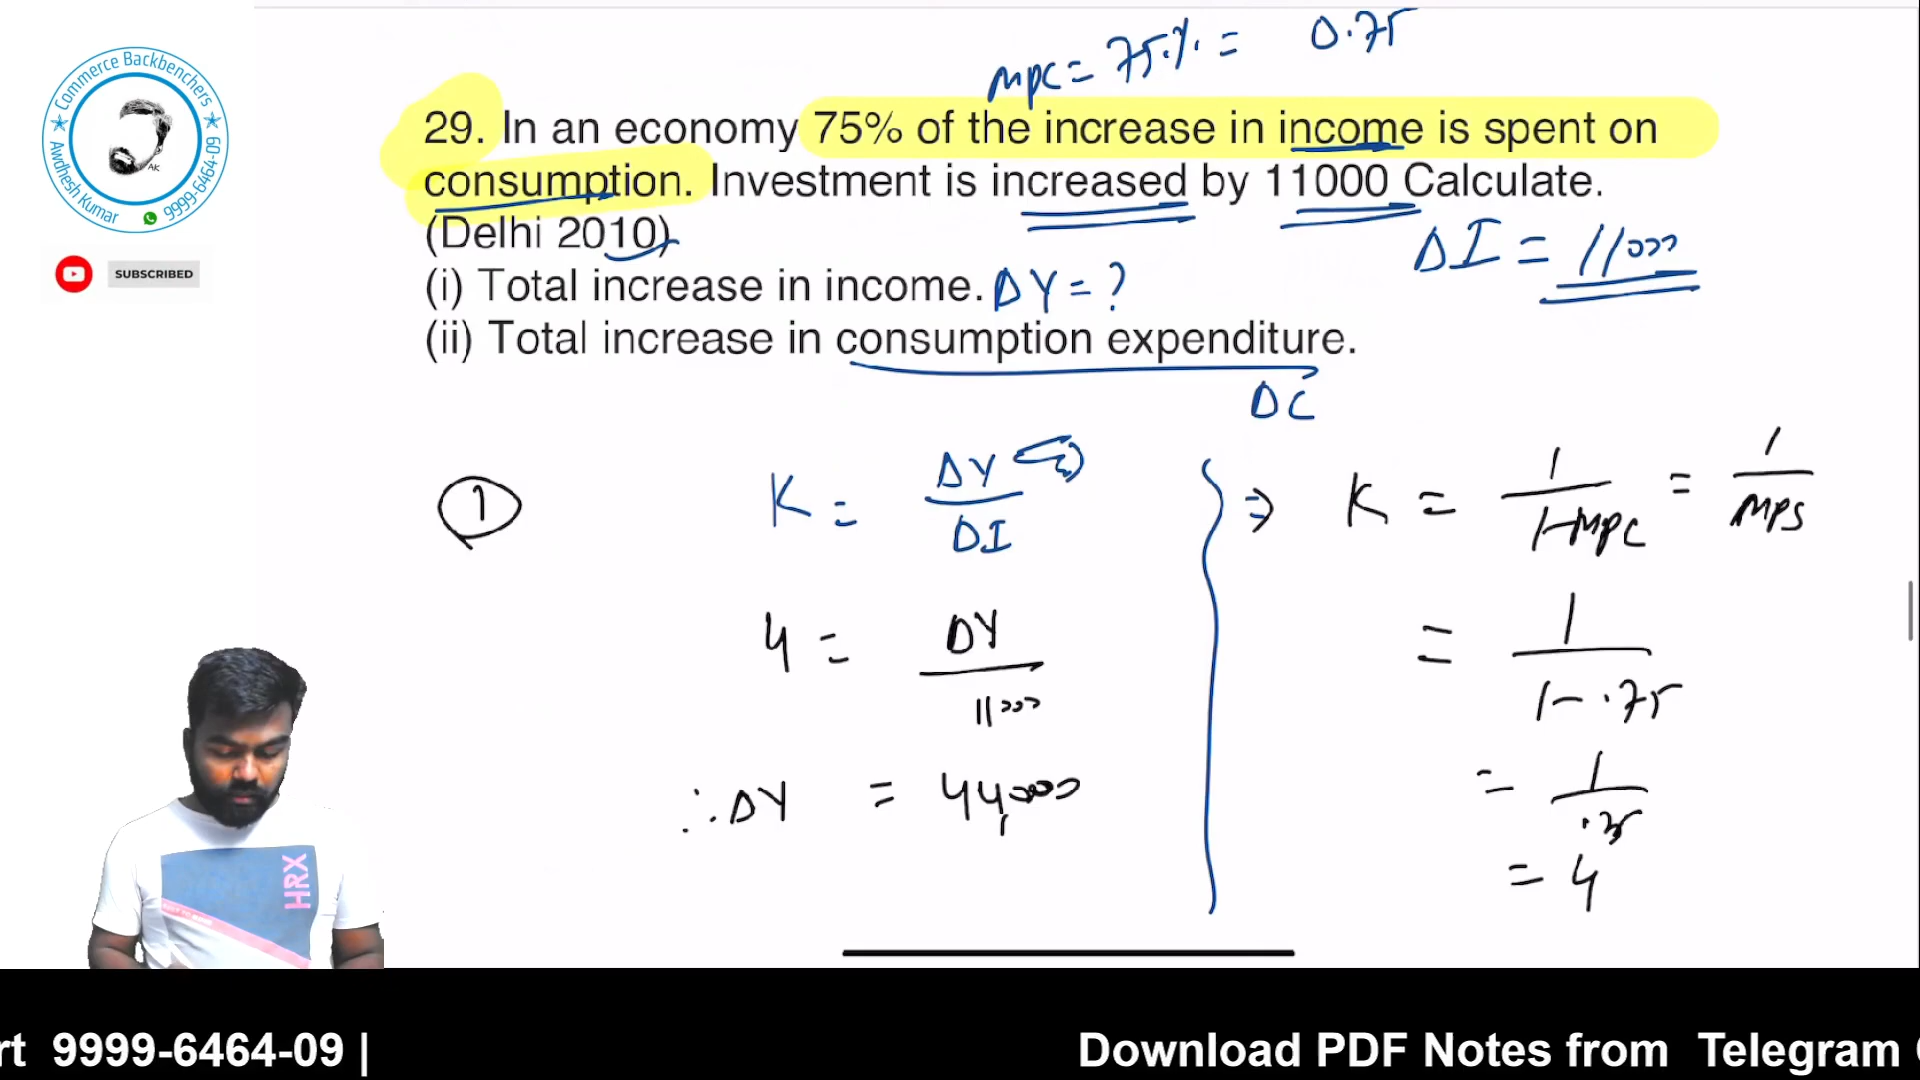 Commerce Backbenchers
Awdhesh Kumar
9999-6464-09
AK
SUBSCRIBED
MPC = 75% = 0.75
29. In an economy 75% of the increase in income is spent on
consumption. Investment is increased by 11000 Calculate.
(Delhi 2010)
ΔI = 11000
(i) Total increase in income. ΔY = ?
(ii) Total increase in consumption expenditure.
ΔC
1
K = ΔY / ΔI
⇒ K = 1 / 1-MPC = 1 / MPS
4 = ΔY / 11000
= 1 / 1 - .75
∴ ΔY = 44,000
= 1 / .25
= 4
HRX
rt 9999-6464-09 |
Download PDF Notes from Telegram